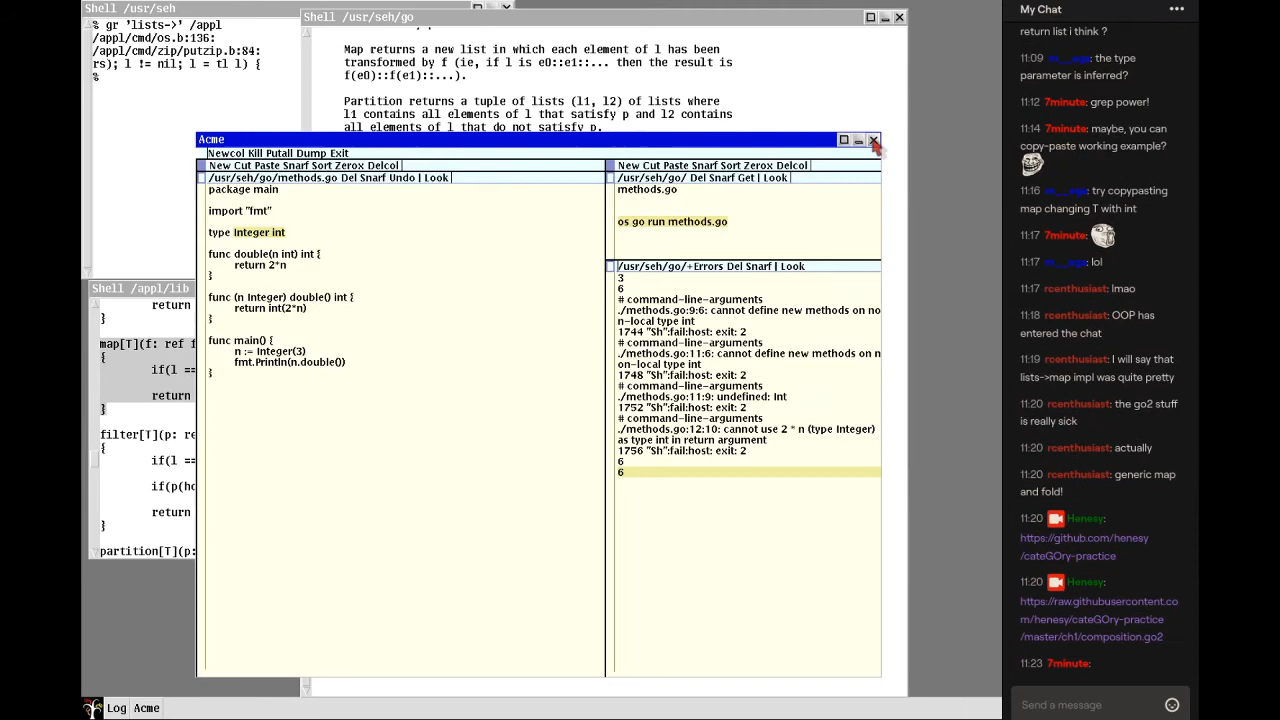 Shell /usr/seh
% gr 'lists->' /appl
/appl/cmd/os.b:136:
/appl/cmd/zip/putzip.b:84:
rs); l != nil; l = tl l) {
%
Shell /usr/seh/go
Map returns a new list in which each element of l has been
transformed by f (ie, if l is e0::e1::... then the result is
f(e0)::f(e1)::...).
Partition returns a tuple of lists (l1, l2) of lists where
l1 contains all elements of l that satisfy p and l2 contains
all elements of l that do not satisfy p.
Shell /appl/lib
return
}
map[T](f: ref
{
if(l ==
return
}
filter[T](p: re
{
if(l ==
if(p(ho
return
}
partition[T](p:
Acme
Newcol Kill Putall Dump Exit
New Cut Paste Snarf Sort Zerox Delcol
/usr/seh/go/methods.go Del Snarf Undo | Look
package main
import "fmt"
type Integer int
func double(n int) int {
return 2*n
}
func (n Integer) double() int {
return int(2*n)
}
func main() {
n := Integer(3)
fmt.Println(n.double())
}
New Cut Paste Snarf Sort Zerox Delcol
/usr/seh/go/ Del Snarf Get | Look
methods.go
os go run methods.go
/usr/seh/go/+Errors Del Snarf | Look
3
6
# command-line-arguments
./methods.go:9:6: cannot define new methods on no
n-local type int
1744 "Sh":fail:host: exit: 2
# command-line-arguments
./methods.go:11:6: cannot define new methods on n
on-local type int
1748 "Sh":fail:host: exit: 2
# command-line-arguments
./methods.go:11:9: undefined: Int
1752 "Sh":fail:host: exit: 2
# command-line-arguments
./methods.go:12:10: cannot use 2 * n (type Integer)
as type int in return argument
1756 "Sh":fail:host: exit: 2
6
6
Log Acme
My Chat
return list i think ?
11:09 : the type
parameter is inferred?
11:12 7minute: grep power!
11:14 7minute: maybe, you can
copy-paste working example?
11:16 : try copypasting
map changing T with int
11:17 7minute:
11:17 : lol
11:17 rcenthusiast: lmao
11:18 rcenthusiast: OOP has
entered the chat
11:19 rcenthusiast: I will say that
lists->map impl was quite pretty
11:20 rcenthusiast: the go2 stuff
is really sick
11:20 rcenthusiast: actually
11:20 rcenthusiast: generic map
and fold!
11:20 Henesy:
https://github.com/henesy
/cateGOry-practice
11:20 Henesy:
https://raw.githubusercontent.co
m/henesy/cateGOry-practice
/master/ch1/composition.go2
11:23 7minute:
Send a message